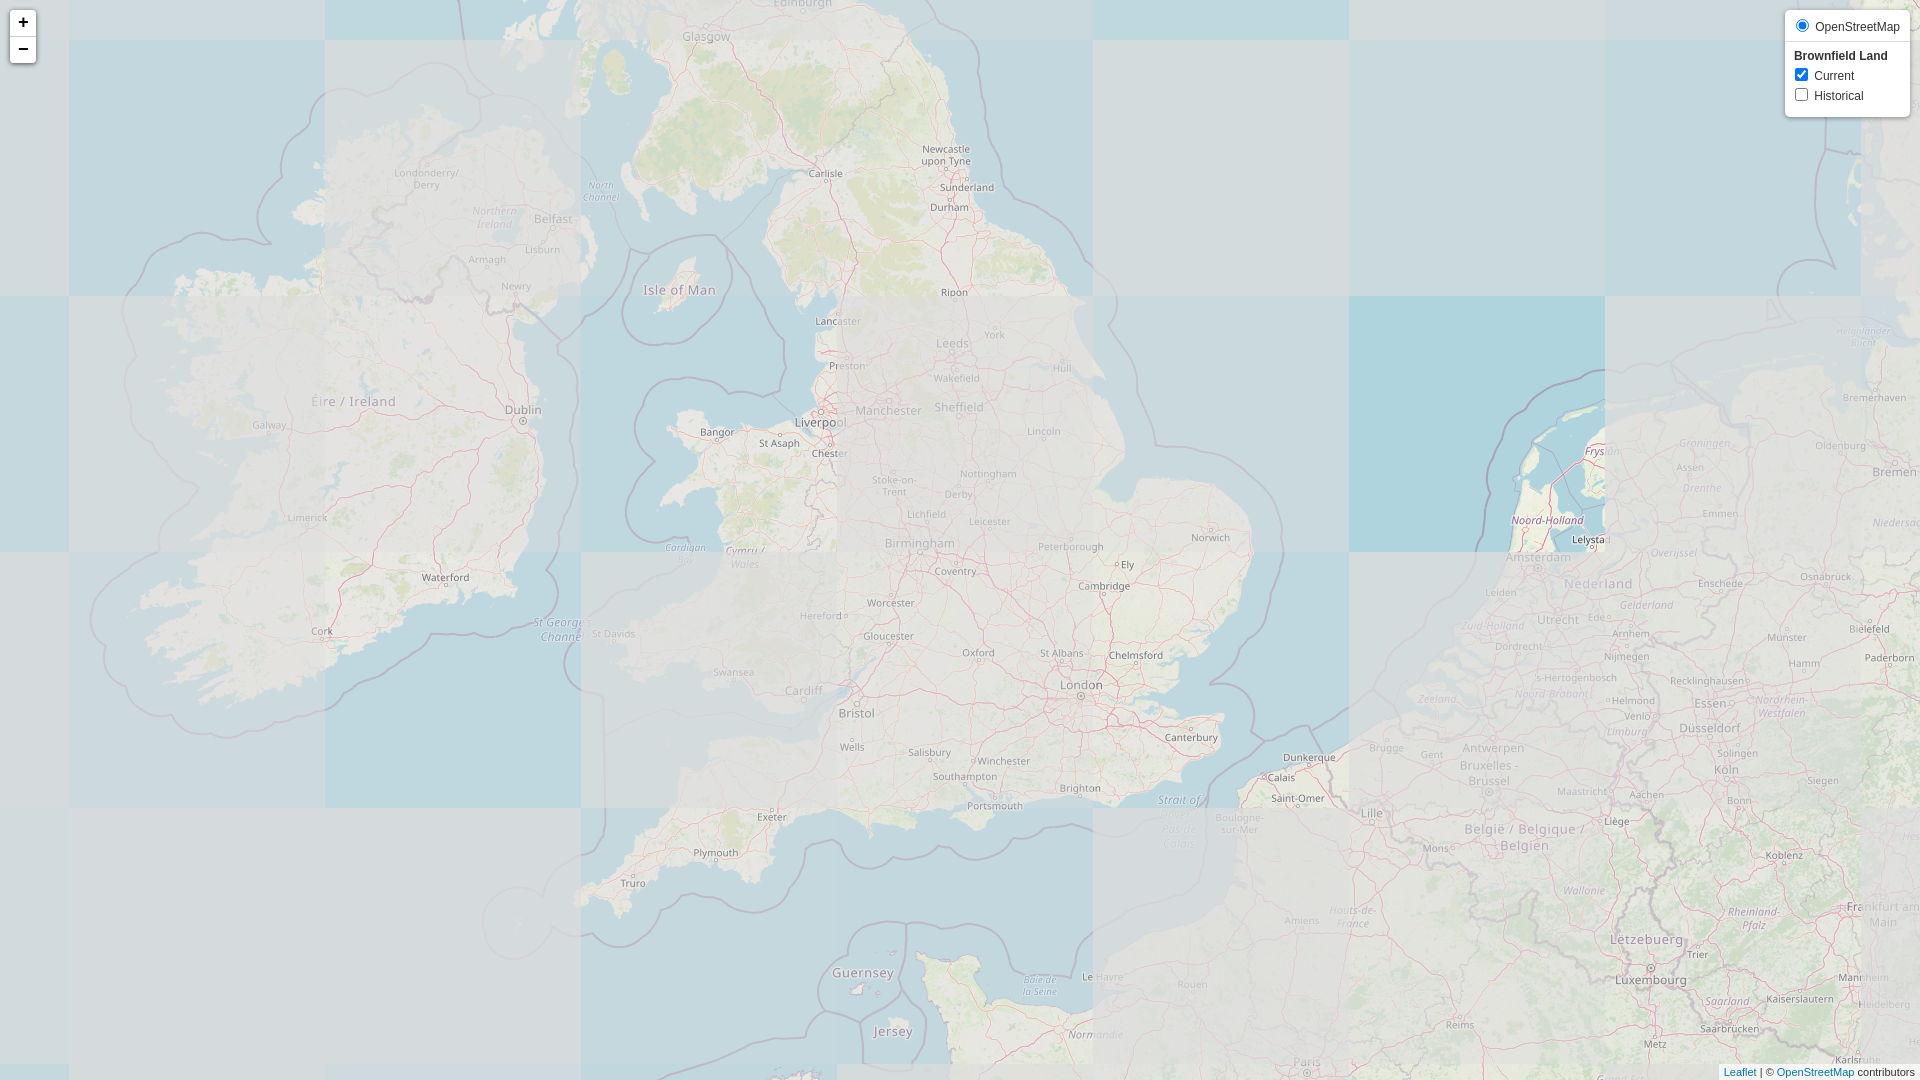 +
−
OpenStreetMap
Brownfield Land
Current
Historical
Edinburgh
Glasgow
Newcastle
upon Tyne
Carlisle
Sunderland
Durham
Londonderry/
Derry
North
Channel
Northern
Ireland
Belfast
Lisburn
Armagh
Newry
Isle of Man
Ripon
Lancaster
York
Leeds
Preston
Hull
Wakefield
Helgoländer
Bucht
Éire / Ireland
Dublin
Galway
Manchester
Sheffield
Liverpool
Bangor
St Asaph
Chester
Lincoln
Bremerhaven
Groningen
Oldenburg
Fryslân
Assen
Bremen
Drenthe
Stoke-on-
Trent
Nottingham
Derby
Lichfield
Leicester
Limerick
Emmen
Noord-Holland
Niedersac
Norwich
Lelystad
Birmingham
Peterborough
Cardigan
Bay
Cymru /
Wales
Amsterdam
Overijssel
Ely
Coventry
Waterford
Cambridge
Nederland
Enschede
Osnabrück
Leiden
Worcester
Gelderland
Hereford
Utrecht
Ede
St George
Channe
Cork
St Davids
Gloucester
Zuid-Holland
Arnhem
Münster
Bielefeld
Dordrecht
Oxford
St Albans
Chelmsford
Nijmegen
Hamm
Paderborn
Swansea
's-Hertogenbosch
Recklinghausen
London
Cardiff
Zeeland
Noord-Brabant
Helmond
Essen
Nordrhein-
Westfalen
Bristol
Venlo
Canterbury
Düsseldorf
Limburg
Wells
Salisbury
Brugge
Gent
Antwerpen
Solingen
Dunkerque
Winchester
Bruxelles -
Brussel
Köln
Southampton
Calais
Siegen
Brighton
Maastricht
Aachen
Saint-Omer
Strait of
Pas de
Calais
Portsmouth
Bonn
Exeter
Boulogne-
sur-Mer
Lille
Liège
België / Belgique /
Belgien
Hes
Plymouth
Mons
Koblenz
Truro
Wallonie
Hauts-de-
France
Frankfurt am
Main
Amiens
Rheinland-
Pfalz
Lëtzebuerg
Trier
Guernsey
Le Havre
Baie de
la Seine
Luxembourg
Mannheim
Rouen
Kaiserslautern
Saarland
Heidelberg
Jersey
Normandie
Reims
Saarbrücken
Metz
Paris
Karlsru
Leaflet | © OpenStreetMap contributors